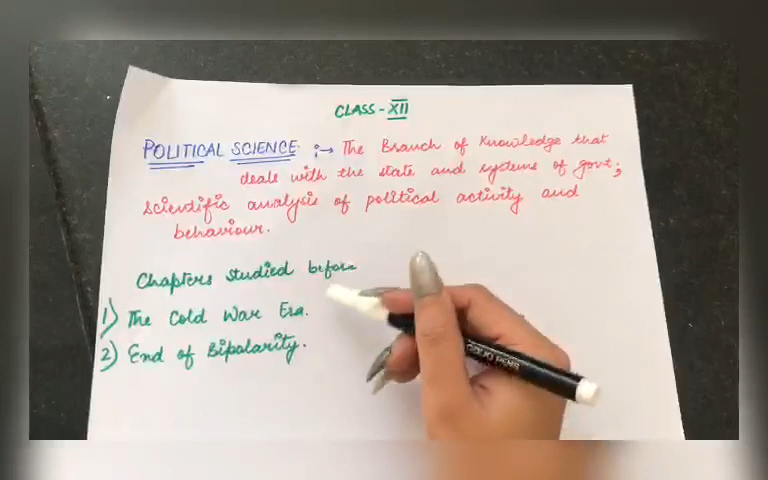 CLASS - XII
POLITICAL SCIENCE :→ The Branch of Knowledge that
deals with the state and systems of govt;
Scientific analysis of political activity and
behaviour.
Chapters studied before
1) The Cold War Era.
2) End of Bipolarity.